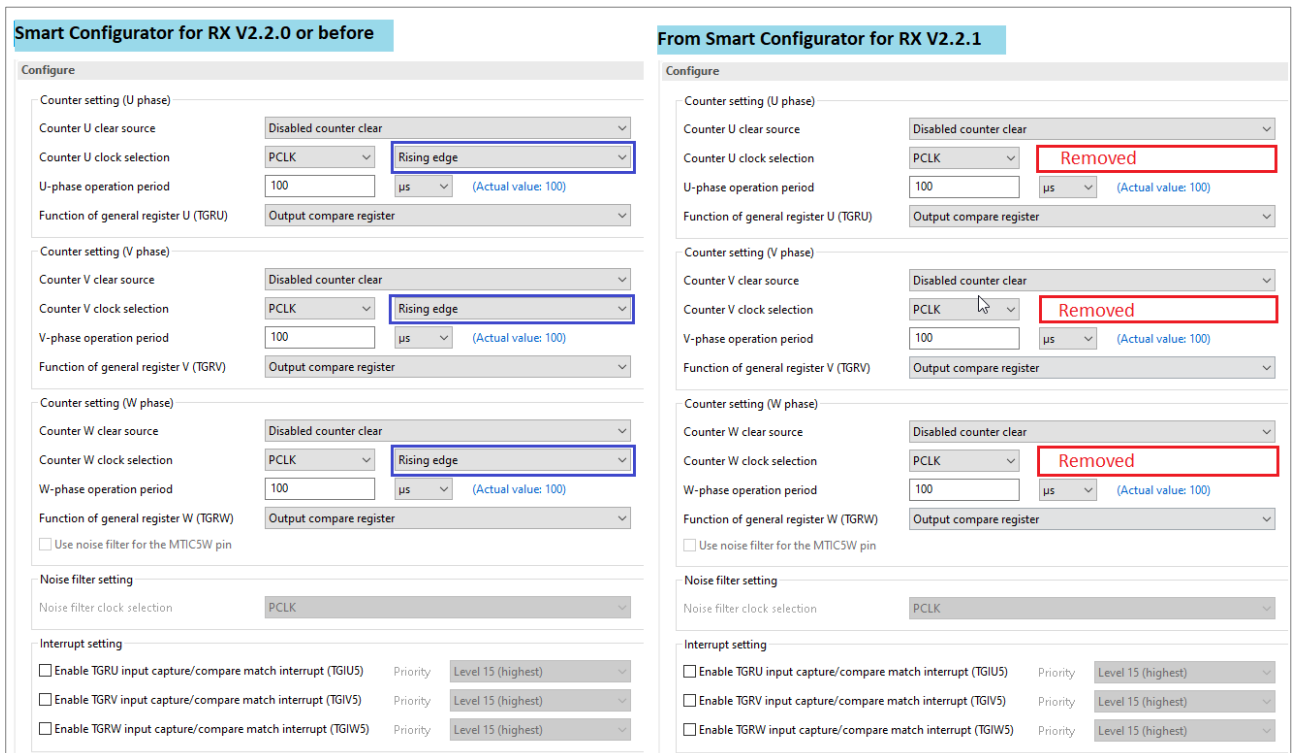 Smart Configurator for RX V2.2.0 or before
Configure
Counter setting (U phase)
Counter U clear source Disabled counter clear
Counter U clock selection PCLK Rising edge
U-phase operation period 100 µs (Actual value: 100)
Function of general register U (TGRU) Output compare register
Counter setting (V phase)
Counter V clear source Disabled counter clear
Counter V clock selection PCLK Rising edge
V-phase operation period 100 µs (Actual value: 100)
Function of general register V (TGRV) Output compare register
Counter setting (W phase)
Counter W clear source Disabled counter clear
Counter W clock selection PCLK Rising edge
W-phase operation period 100 µs (Actual value: 100)
Function of general register W (TGRW) Output compare register
Use noise filter for the MTIC5W pin
Noise filter setting
Noise filter clock selection PCLK
Interrupt setting
Enable TGRU input capture/compare match interrupt (TGIU5) Priority Level 15 (highest)
Enable TGRV input capture/compare match interrupt (TGIV5) Priority Level 15 (highest)
Enable TGRW input capture/compare match interrupt (TGIW5) Priority Level 15 (highest)
From Smart Configurator for RX V2.2.1
Configure
Counter setting (U phase)
Counter U clear source Disabled counter clear
Counter U clock selection PCLK Removed
U-phase operation period 100 µs (Actual value: 100)
Function of general register U (TGRU) Output compare register
Counter setting (V phase)
Counter V clear source Disabled counter clear
Counter V clock selection PCLK Removed
V-phase operation period 100 µs (Actual value: 100)
Function of general register V (TGRV) Output compare register
Counter setting (W phase)
Counter W clear source Disabled counter clear
Counter W clock selection PCLK Removed
W-phase operation period 100 µs (Actual value: 100)
Function of general register W (TGRW) Output compare register
Use noise filter for the MTIC5W pin
Noise filter setting
Noise filter clock selection PCLK
Interrupt setting
Enable TGRU input capture/compare match interrupt (TGIU5) Priority Level 15 (highest)
Enable TGRV input capture/compare match interrupt (TGIV5) Priority Level 15 (highest)
Enable TGRW input capture/compare match interrupt (TGIW5) Priority Level 15 (highest)